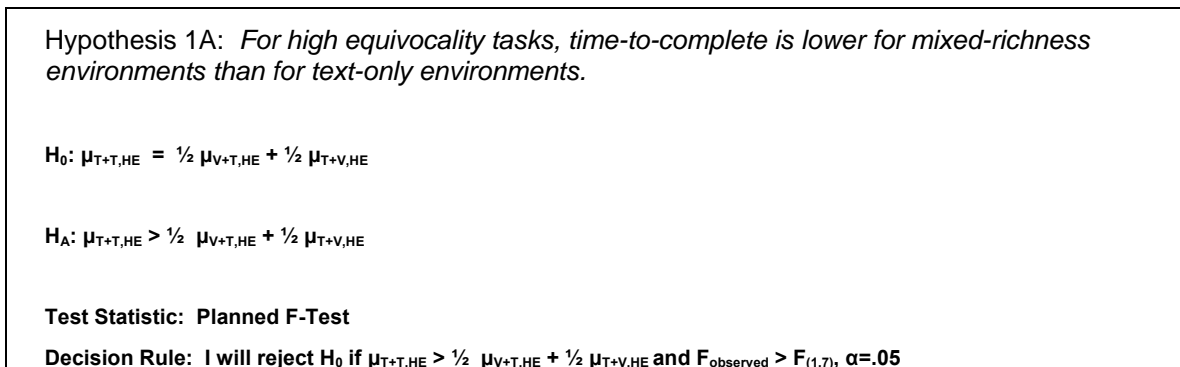 Hypothesis 1A:  For high equivocality tasks, time-to-complete is lower for mixed-richness
environments than for text-only environments.
H₀: μT+T,HE  =  ½ μV+T,HE + ½ μT+V,HE
HA: μT+T,HE > ½  μV+T,HE + ½ μT+V,HE
Test Statistic:  Planned F-Test
Decision Rule:  I will reject H₀ if μT+T,HE > ½  μV+T,HE + ½ μT+V,HE and Fobserved > F(1,7), α=.05